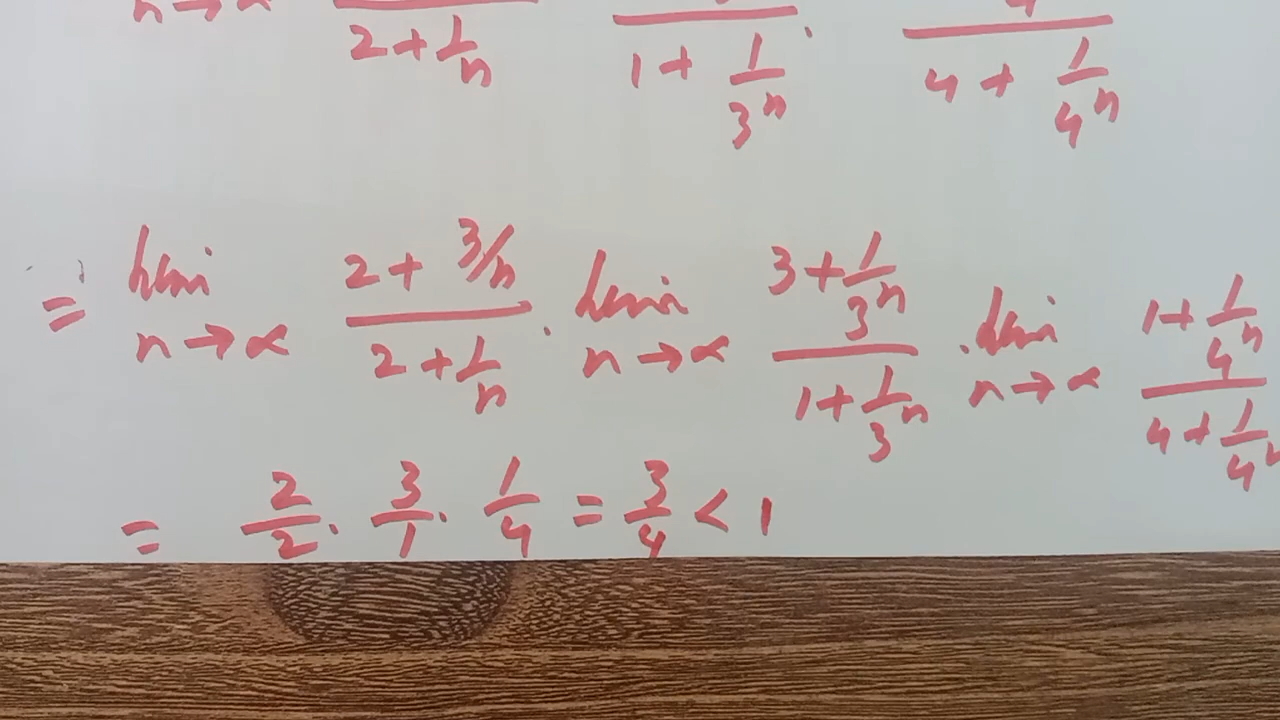 n→∝ 2+1/n · 1+1/3^n 4+1/4^n
= lim n→∝ (2+3/n)/(2+1/n) · lim n→∝ (3+1/3^n)/(1+1/3^n) · lim n→∝ (1+1/4^n)/(4+1/4^n)
= 2/2 · 3/1 · 1/4 = 3/4 < 1